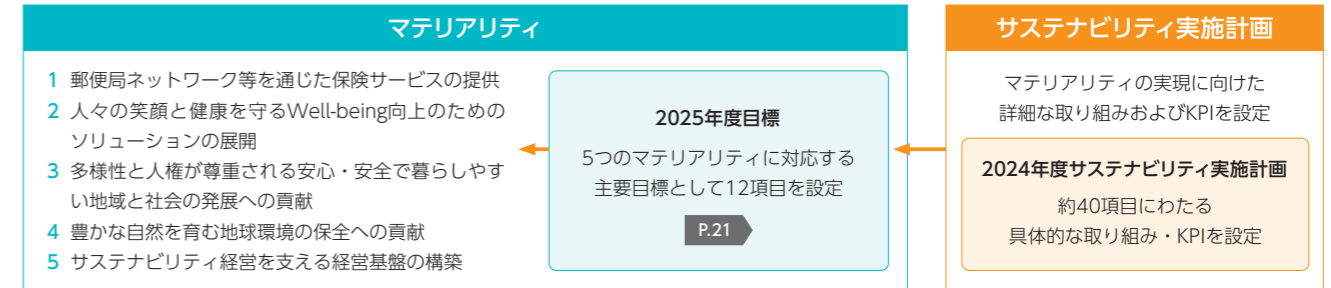 マテリアリティ
1 郵便局ネットワーク等を通じた保険サービスの提供
2 人々の笑顔と健康を守るWell-being向上のための
ソリューションの展開
3 多様性と人権が尊重される安心・安全で暮らしやす
い地域と社会の発展への貢献
4 豊かな自然を育む地球環境の保全への貢献
5 サステナビリティ経営を支える経営基盤の構築
2025年度目標
5つのマテリアリティに対応する
主要目標として12項目を設定
P.21
サステナビリティ実施計画
マテリアリティの実現に向けた
詳細な取り組みおよびKPIを設定
2024年度サステナビリティ実施計画
約40項目にわたる
具体的な取り組み・KPIを設定